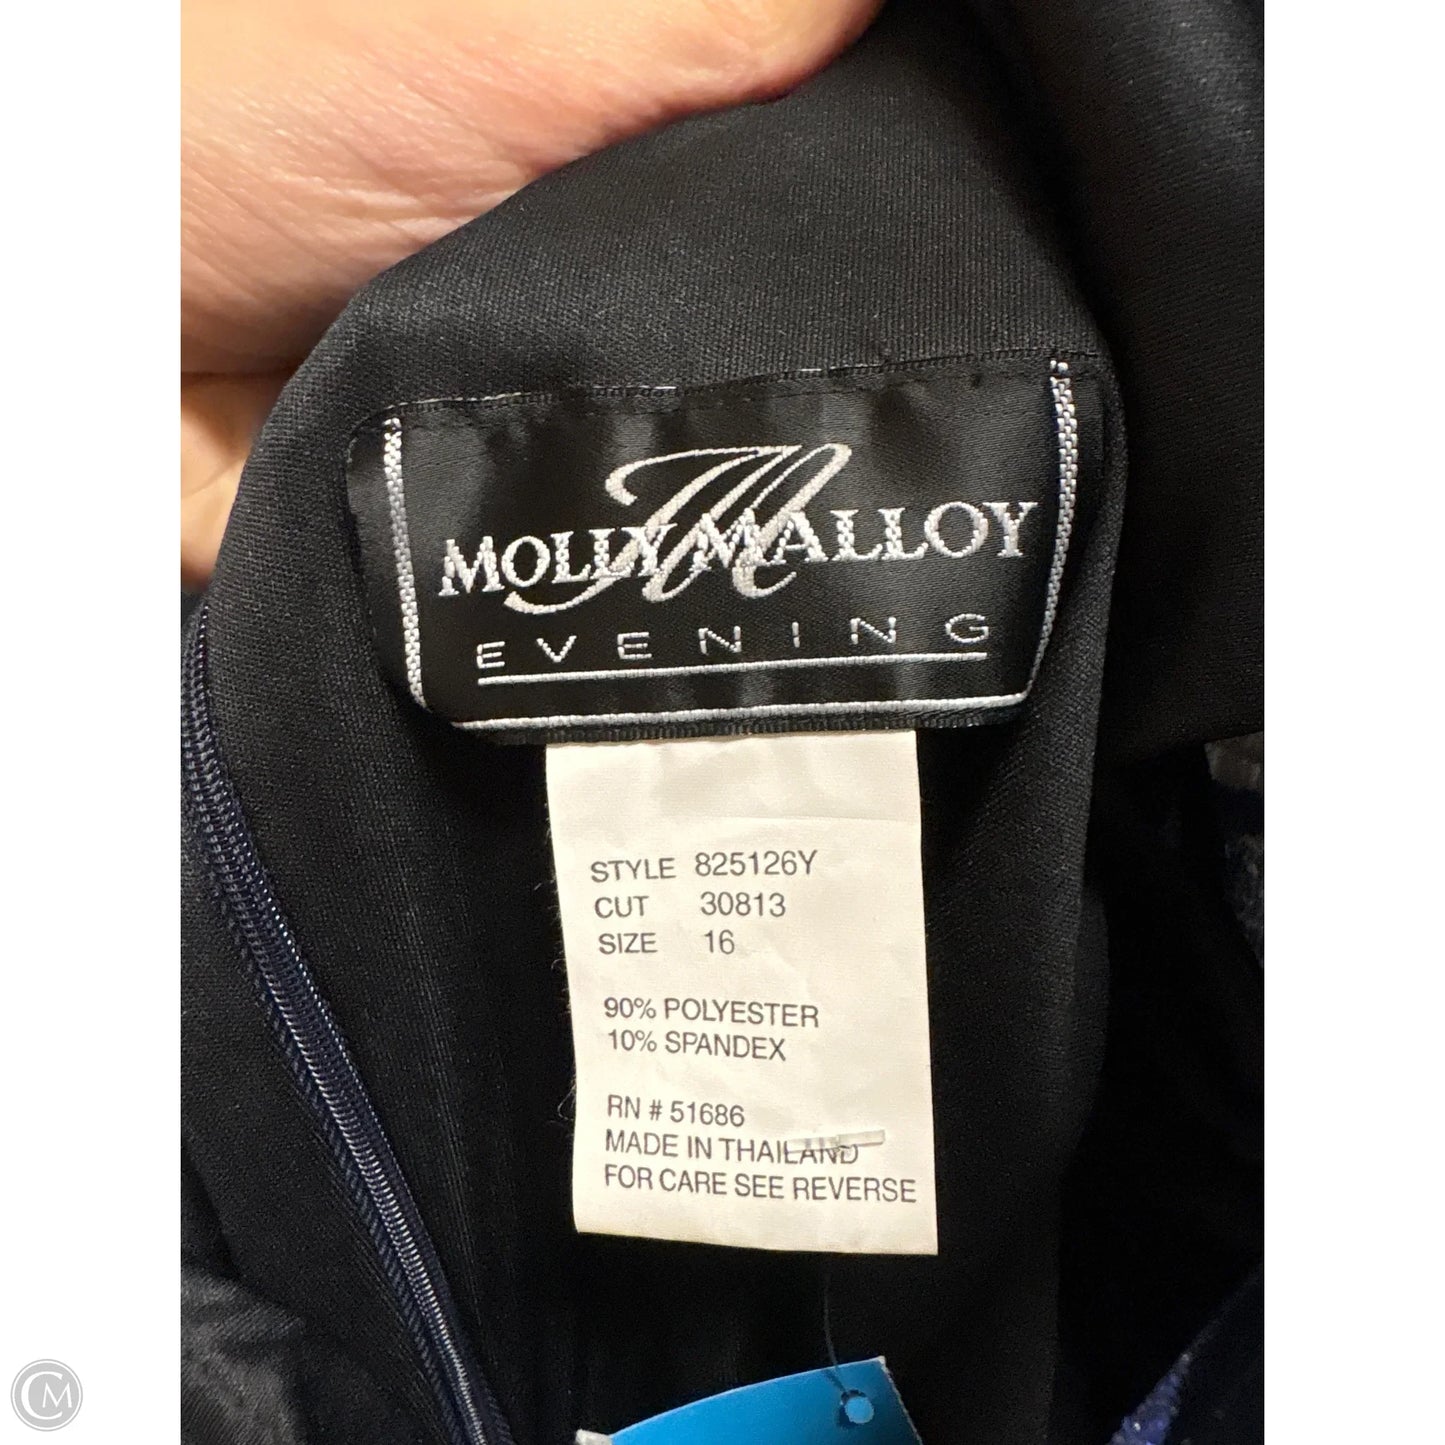 M
MOLLY MALLOY
EVENING
STYLE 825126Y
CUT 30813
SIZE 16
90% POLYESTER
10% SPANDEX
RN # 51686
MADE IN THAILAND
FOR CARE SEE REVERSE
CM